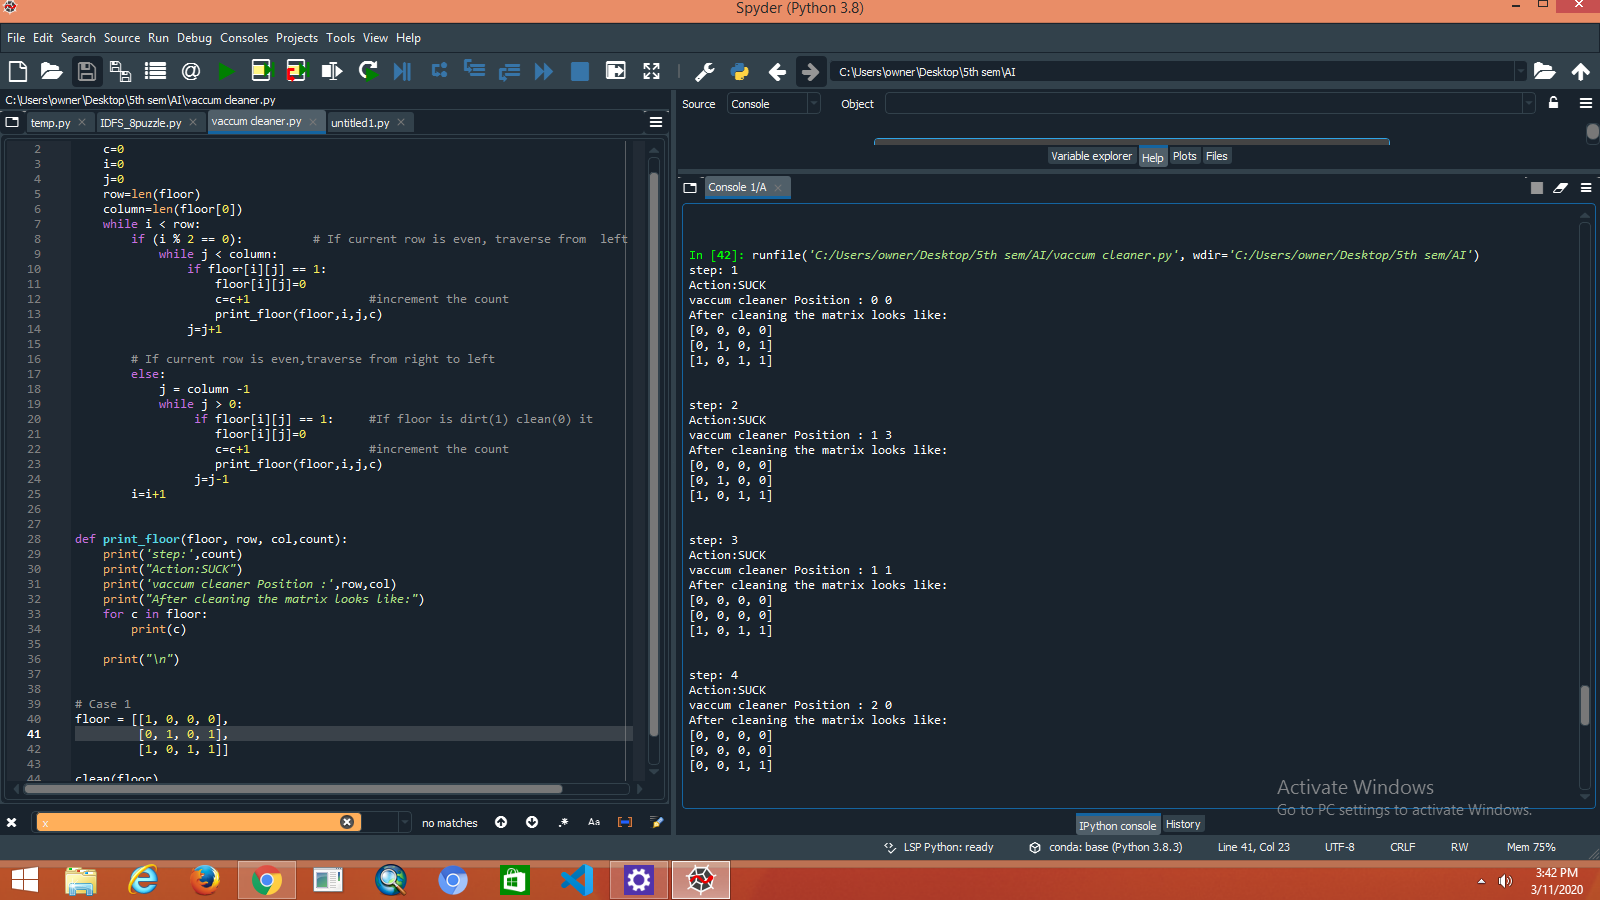 Spyder (Python 3.8)
File Edit Search Source Run Debug Consoles Projects Tools View Help
C:\Users\owner\Desktop\5th sem\AI
C:\Users\owner\Desktop\5th sem\AI\vaccum cleaner.py
temp.py IDFS_8puzzle.py vaccum cleaner.py untitled1.py
2 c=0
3 i=0
4 j=0
5 row=len(floor)
6 column=len(floor[0])
7 while i < row:
8 if (i % 2 == 0): # If current row is even, traverse from  left
9 while j < column:
10 if floor[i][j] == 1:
11 floor[i][j]=0
12 c=c+1 #increment the count
13 print_floor(floor,i,j,c)
14 j=j+1
15
16 # If current row is even,traverse from right to left
17 else:
18 j = column -1
19 while j > 0:
20 if floor[i][j] == 1: #If floor is dirt(1) clean(0) it
21 floor[i][j]=0
22 c=c+1 #increment the count
23 print_floor(floor,i,j,c)
24 j=j-1
25 i=i+1
26
27
28 def print_floor(floor, row, col,count):
29 print('step:',count)
30 print("Action:SUCK")
31 print('vaccum cleaner Position :',row,col)
32 print("After cleaning the matrix looks like:")
33 for c in floor:
34 print(c)
35
36 print("\n")
37
38
39 # Case 1
40 floor = [[1, 0, 0, 0],
41 [0, 1, 0, 1],
42 [1, 0, 1, 1]]
43
44 clean(floor)
x no matches Aa
Source Console Object
Variable explorer Help Plots Files
Console 1/A
In [42]: runfile('C:/Users/owner/Desktop/5th sem/AI/vaccum cleaner.py', wdir='C:/Users/owner/Desktop/5th sem/AI')
step: 1
Action:SUCK
vaccum cleaner Position : 0 0
After cleaning the matrix looks like:
[0, 0, 0, 0]
[0, 1, 0, 1]
[1, 0, 1, 1]
step: 2
Action:SUCK
vaccum cleaner Position : 1 3
After cleaning the matrix looks like:
[0, 0, 0, 0]
[0, 1, 0, 0]
[1, 0, 1, 1]
step: 3
Action:SUCK
vaccum cleaner Position : 1 1
After cleaning the matrix looks like:
[0, 0, 0, 0]
[0, 0, 0, 0]
[1, 0, 1, 1]
step: 4
Action:SUCK
vaccum cleaner Position : 2 0
After cleaning the matrix looks like:
[0, 0, 0, 0]
[0, 0, 0, 0]
[0, 0, 1, 1]
Activate Windows
Go to PC settings to activate Windows.
IPython console History
LSP Python: ready conda: base (Python 3.8.3) Line 41, Col 23 UTF-8 CRLF RW Mem 75%
3:42 PM
3/11/2020